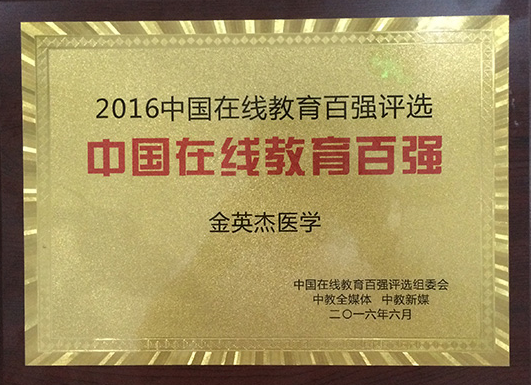 2016中国在线教育百强评选
中国在线教育百强
金英杰医学
中国在线教育百强评选组委会
中教全媒体 中教新媒
二〇一六年六月